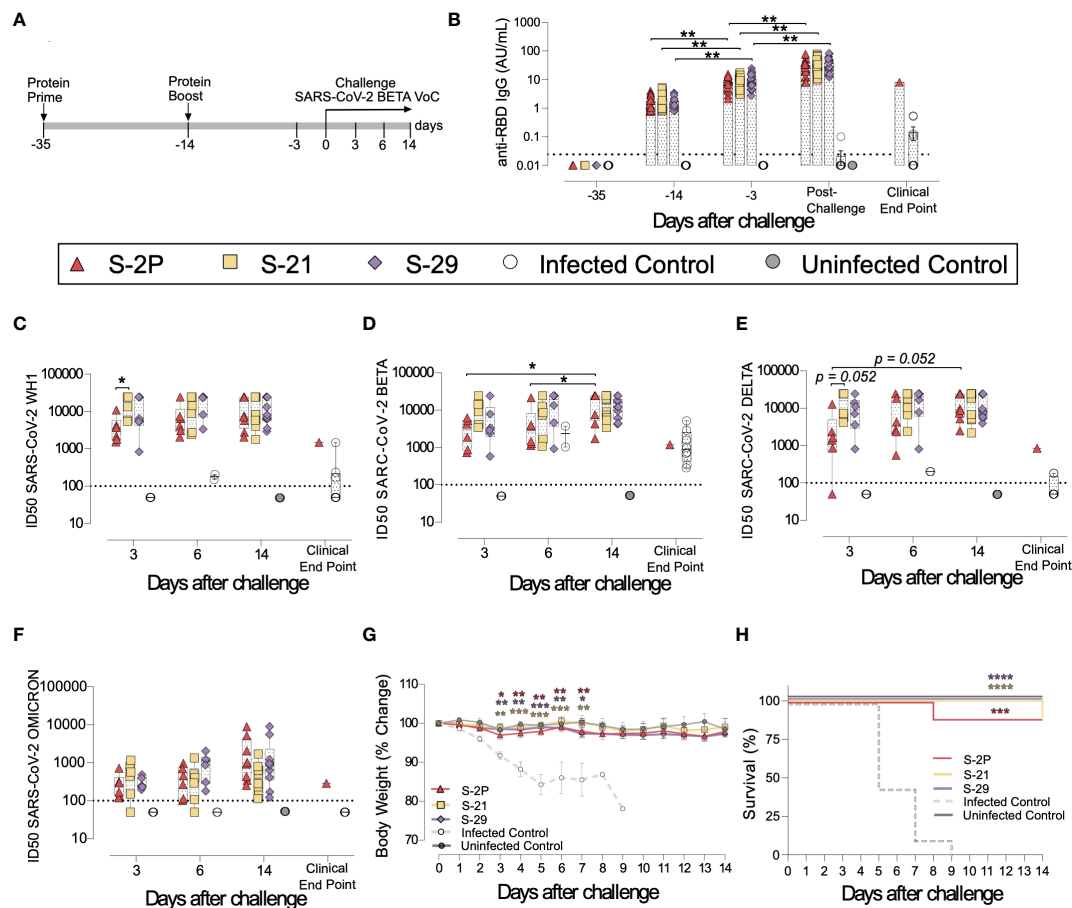 A
Protein
Prime
Protein
Boost
Challenge
SARS-CoV-2 BETA VoC
days
-35
-14
-3
0
3
6
14
B
anti-RBD IgG (AU/mL)
1000
100
10
1
0.1
0.01
**
**
**
**
**
**
-35
-14
-3
Post-
Challenge
Clinical
End Point
Days after challenge
S-2P
S-21
S-29
Infected Control
Uninfected Control
C
ID50 SARS-CoV-2 WH1
100000
10000
1000
100
10
*
3
6
14
Clinical
End Point
Days after challenge
D
ID50 SARC-CoV-2 BETA
100000
10000
1000
100
10
*
*
3
6
14
Clinical
End Point
Days after challenge
E
ID50 SARC-CoV-2 DELTA
100000
10000
1000
100
10
p = 0.052
p = 0.052
3
6
14
Clinical
End Point
Days after challenge
F
ID50 SARS-CoV-2 OMICRON
100000
10000
1000
100
10
3
6
14
Clinical
End Point
Days after challenge
G
Body Weight (% Change)
110
100
90
80
70
* ** ** ** **
** ** ** ** *
** *** *** *** **
S-2P
S-21
S-29
Infected Control
Uninfected Control
0 1 2 3 4 5 6 7 8 9 10 11 12 13 14
Days after challenge
H
Survival (%)
100
75
50
25
0
****
****
***
S-2P
S-21
S-29
Infected Control
Uninfected Control
0 1 2 3 4 5 6 7 8 9 10 11 12 13 14
Days after challenge